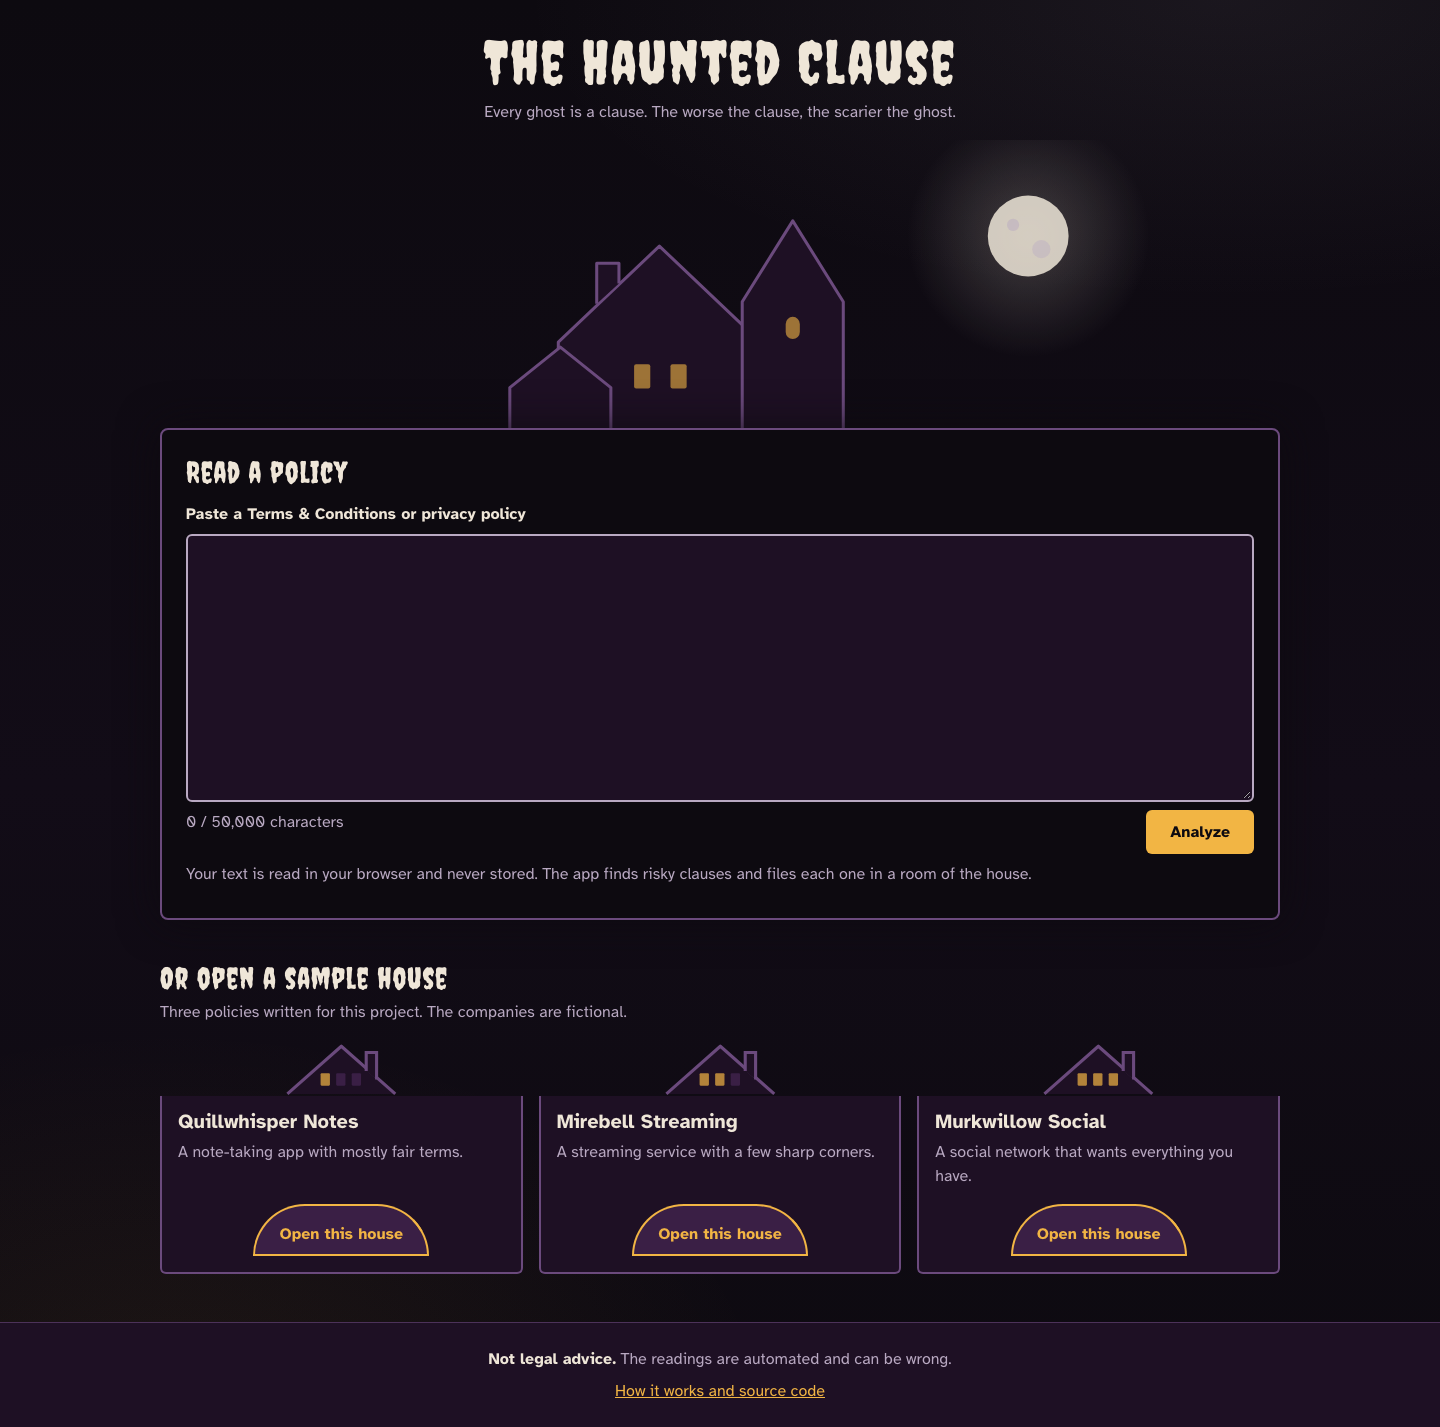 THE HAUNTED CLAUSE
Every ghost is a clause. The worse the clause, the scarier the ghost.
READ A POLICY
Paste a Terms & Conditions or privacy policy
0 / 50,000 characters
Analyze
Your text is read in your browser and never stored. The app finds risky clauses and files each one in a room of the house.
OR OPEN A SAMPLE HOUSE
Three policies written for this project. The companies are fictional.
Quillwhisper Notes
A note-taking app with mostly fair terms.
Open this house
Mirebell Streaming
A streaming service with a few sharp corners.
Open this house
Murkwillow Social
A social network that wants everything you
have.
Open this house
Not legal advice. The readings are automated and can be wrong.
How it works and source code